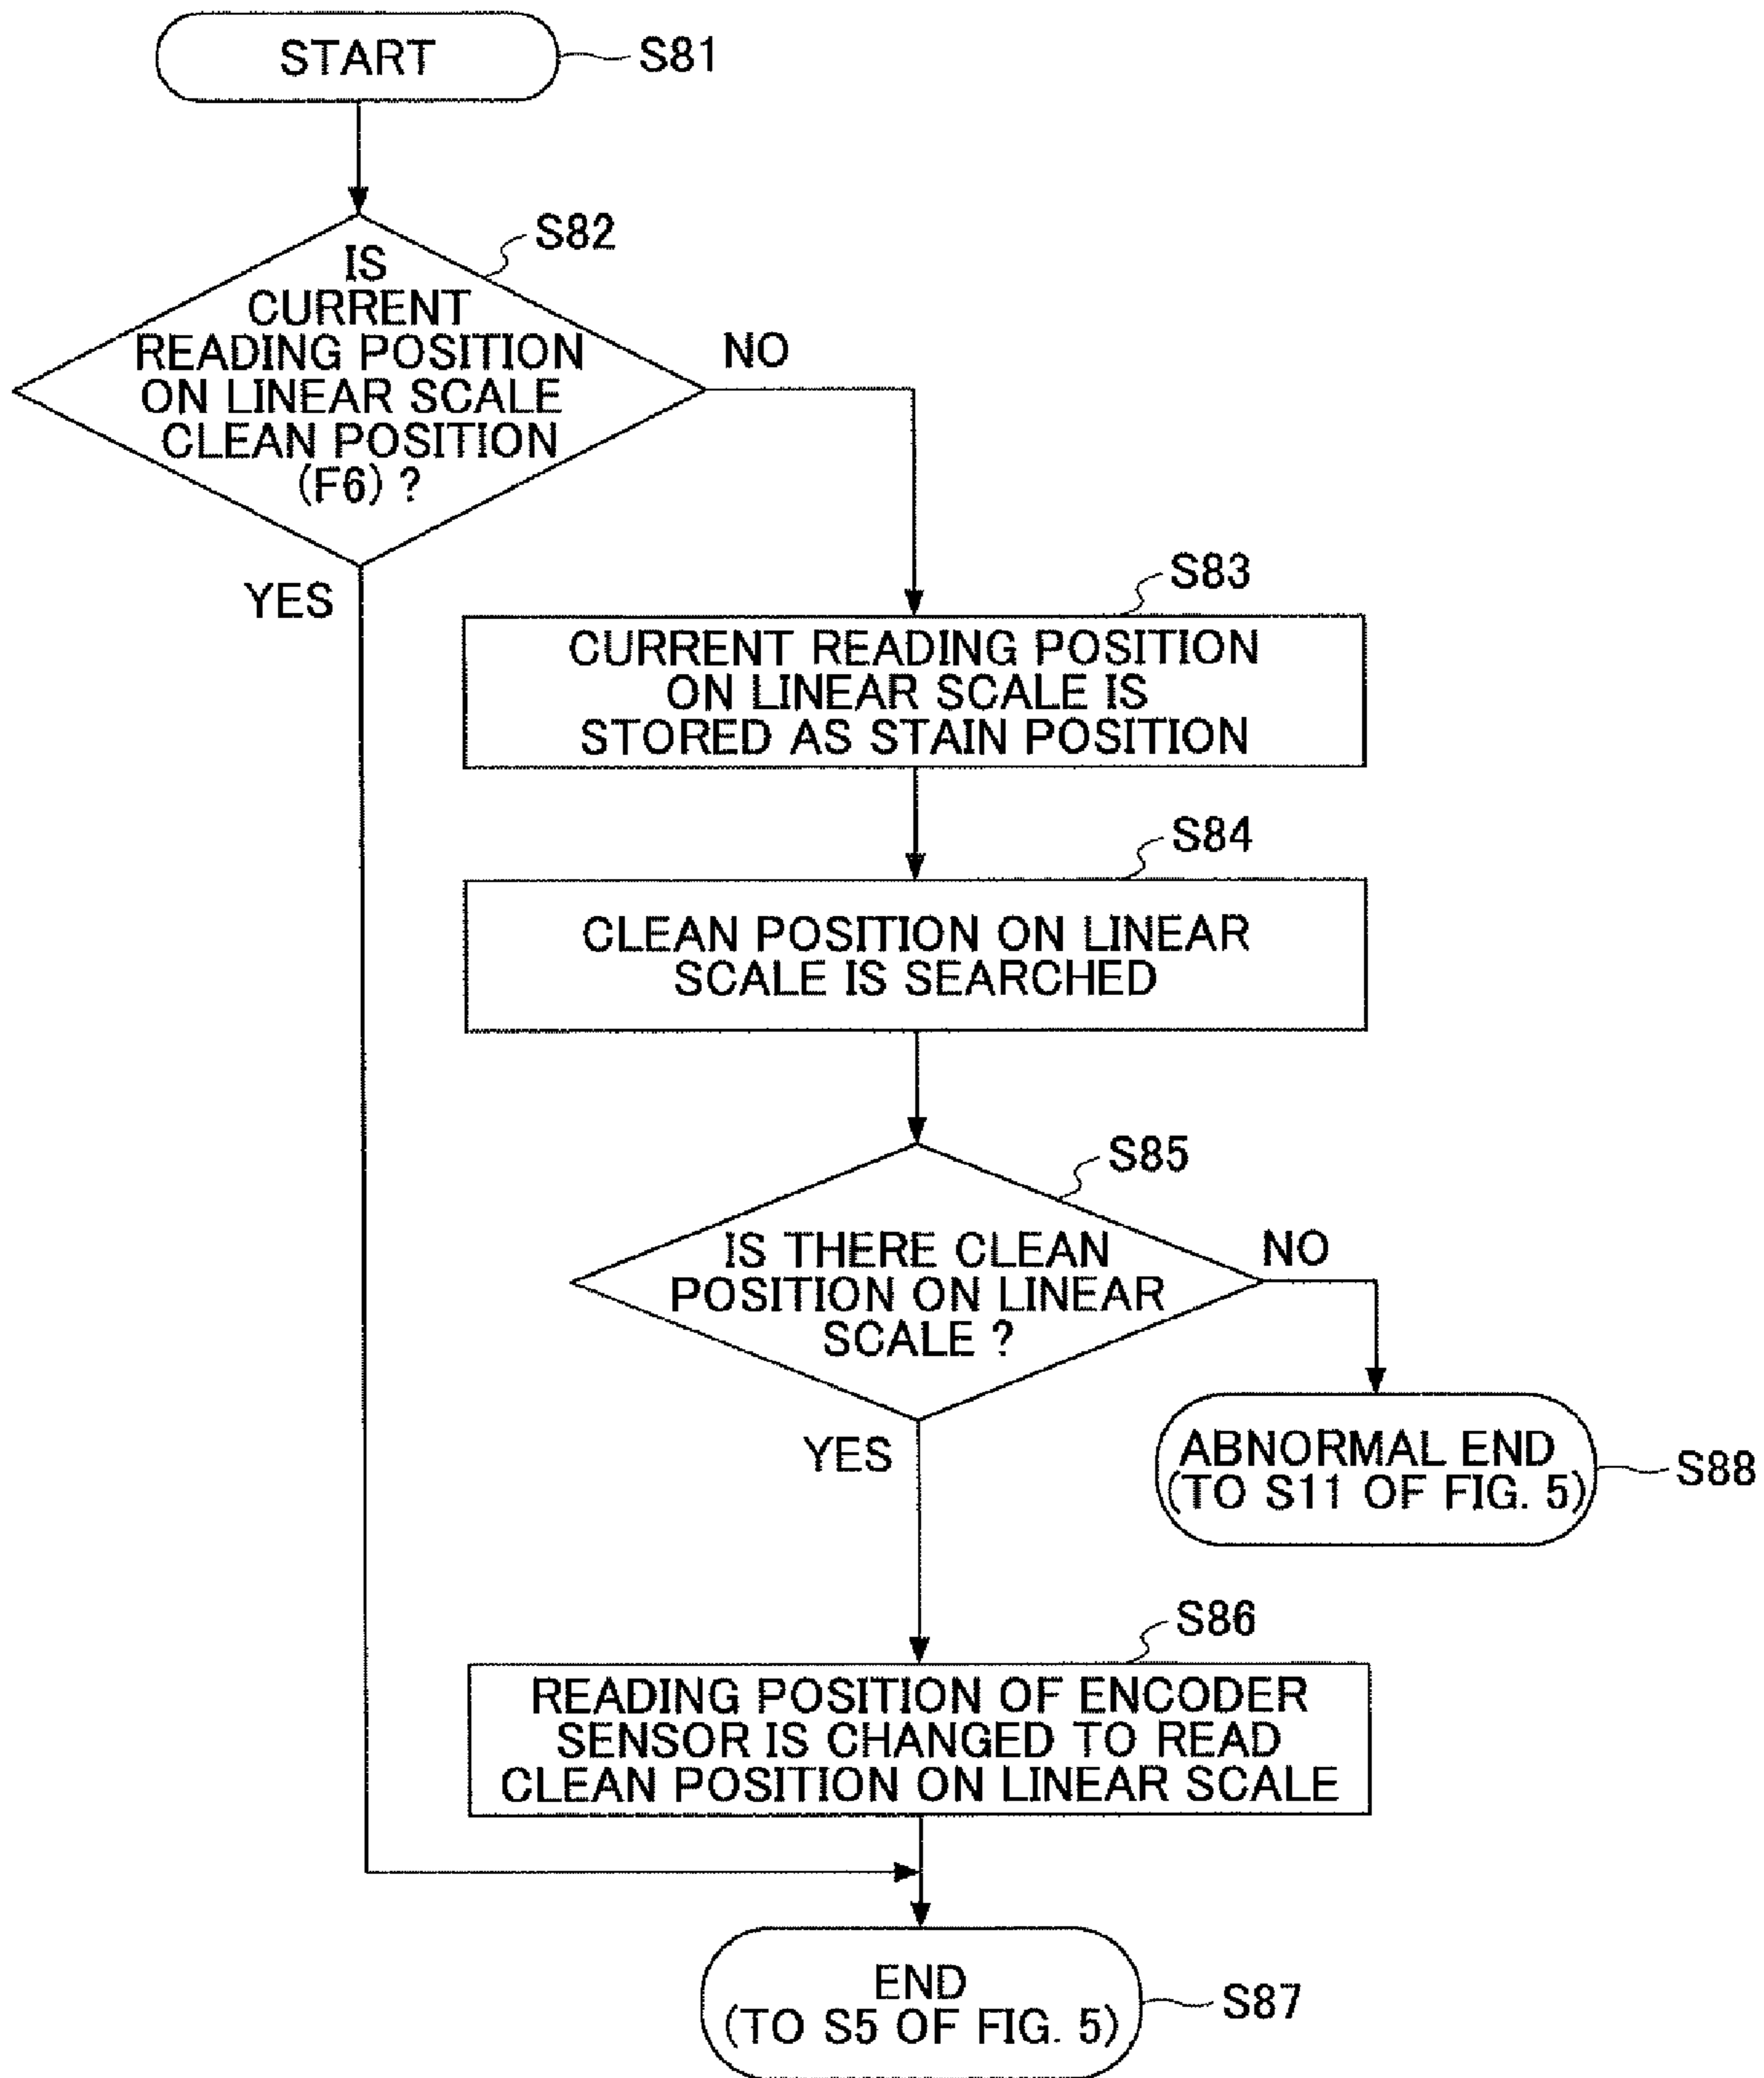 START
S81
S82
IS
CURRENT
READING POSITION
ON LINEAR SCALE
CLEAN POSITION
(F6) ?
NO
YES
S83
CURRENT READING POSITION
ON LINEAR SCALE IS
STORED AS STAIN POSITION
S84
CLEAN POSITION ON LINEAR
SCALE IS SEARCHED
S85
IS THERE CLEAN
POSITION ON LINEAR
SCALE ?
NO
YES
ABNORMAL END
(TO S11 OF FIG. 5)
S88
S86
READING POSITION OF ENCODER
SENSOR IS CHANGED TO READ
CLEAN POSITION ON LINEAR SCALE
END
(TO S5 OF FIG. 5)
S87